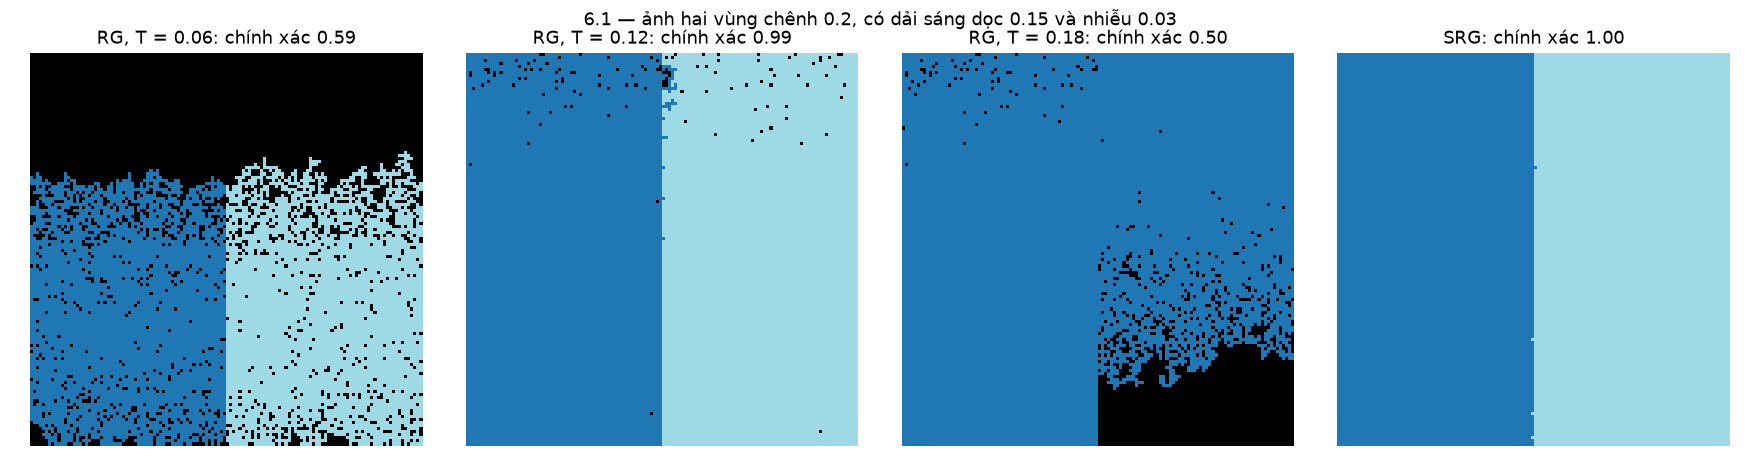 6.1 — ảnh hai vùng chênh 0.2, có dải sáng dọc 0.15 và nhiễu 0.03
RG, T = 0.06: chính xác 0.59
RG, T = 0.12: chính xác 0.99
RG, T = 0.18: chính xác 0.50
SRG: chính xác 1.00